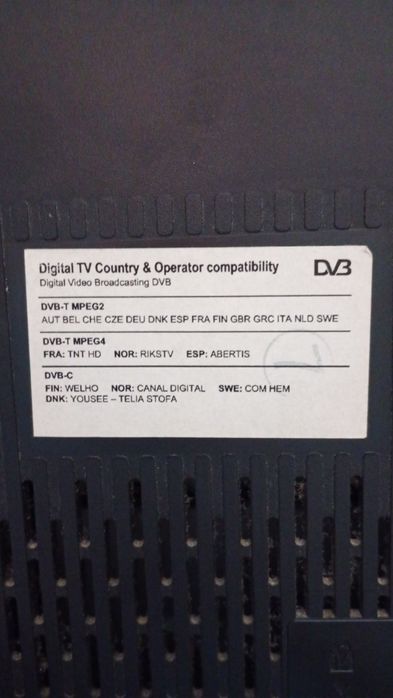 Digital TV Country & Operator compatibility
DVB
Digital Video Broadcasting DVB
DVB-T MPEG2
AUT BEL CHE CZE DEU DNK ESP FRA FIN GBR GRC ITA NLD SWE
DVB-T MPEG4
FRA: TNT HD NOR: RIKSTV ESP: ABERTIS
DVB-C
FIN: WELHO NOR: CANAL DIGITAL SWE: COM HEM
DNK: YOUSEE – TELIA STOFA